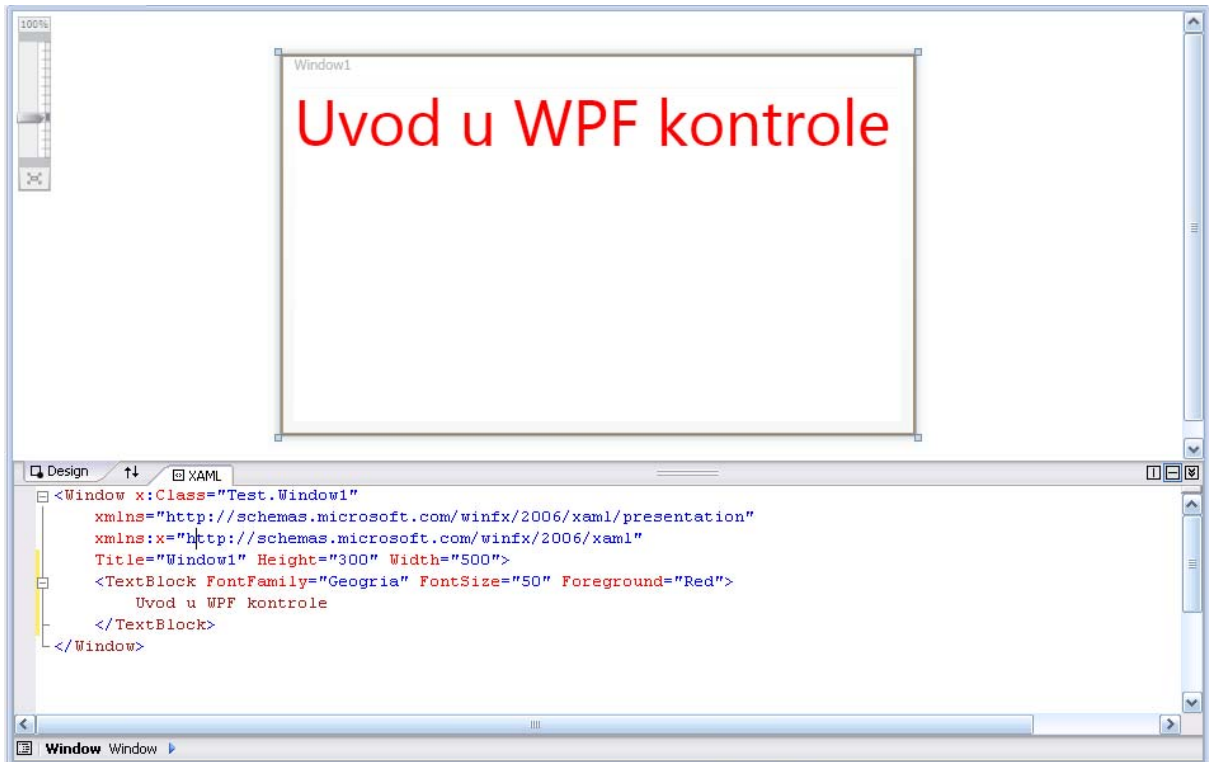 100%
Window1
Uvod u WPF kontrole
Design
XAML
<Window x:Class="Test.Window1"
xmlns="http://schemas.microsoft.com/winfx/2006/xaml/presentation"
xmlns:x="http://schemas.microsoft.com/winfx/2006/xaml"
Title="Window1" Height="300" Width="500">
<TextBlock FontFamily="Geogria" FontSize="50" Foreground="Red">
Uvod u WPF kontrole
</TextBlock>
</Window>
Window Window